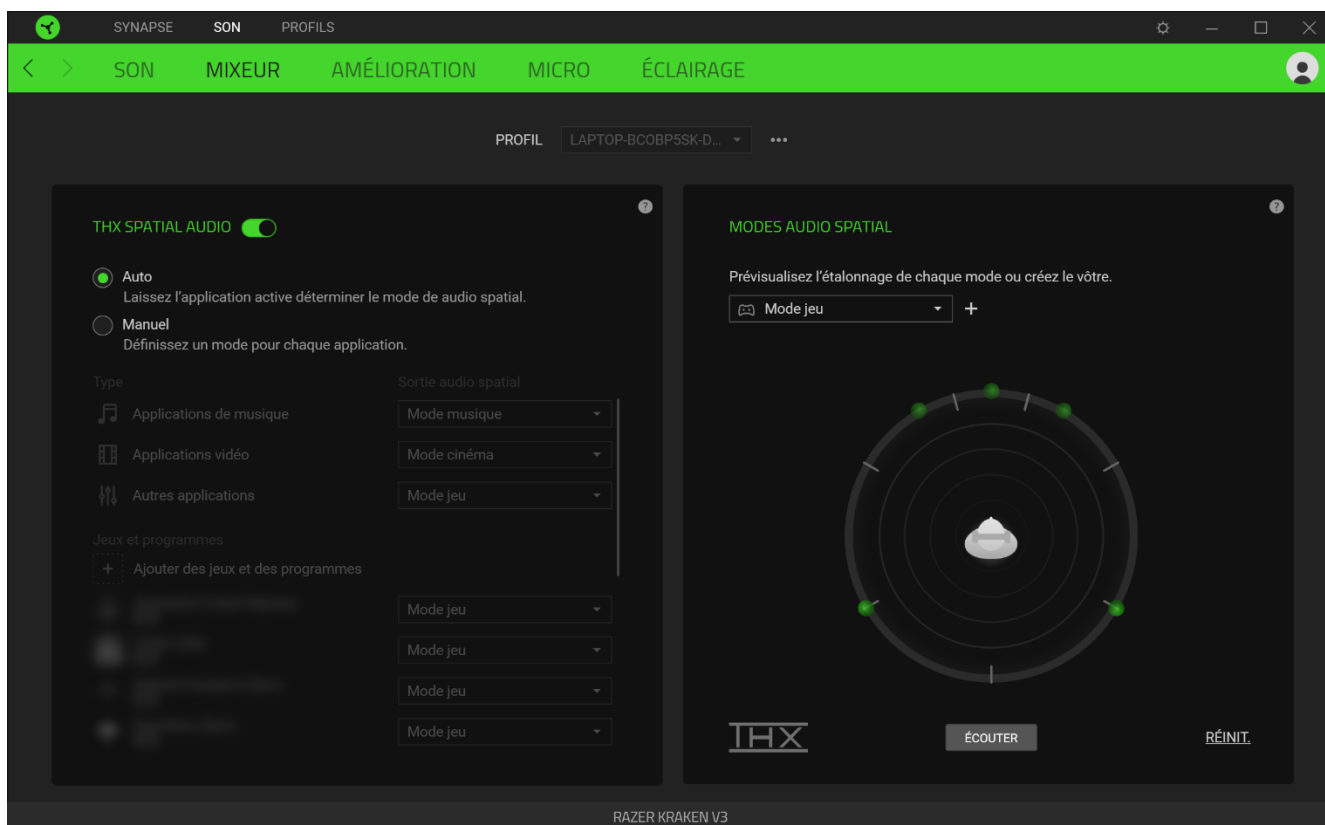 SYNAPSE SON PROFILS
SON MIXEUR AMÉLIORATION MICRO ÉCLAIRAGE
PROFIL LAPTOP-BCOBP5SK-D...
THX SPATIAL AUDIO
Auto
Laissez l'application active déterminer le mode de audio spatial.
Manuel
Définissez un mode pour chaque application.
Type Sortie audio spatial
Applications de musique Mode musique
Applications vidéo Mode cinéma
Autres applications Mode jeu
Jeux et programmes
+ Ajouter des jeux et des programmes
Mode jeu
Mode jeu
Mode jeu
Mode jeu
MODES AUDIO SPATIAL
Prévisualisez l'étalonnage de chaque mode ou créez le vôtre.
Mode jeu +
THX ÉCOUTER RÉINIT.
RAZER KRAKEN V3